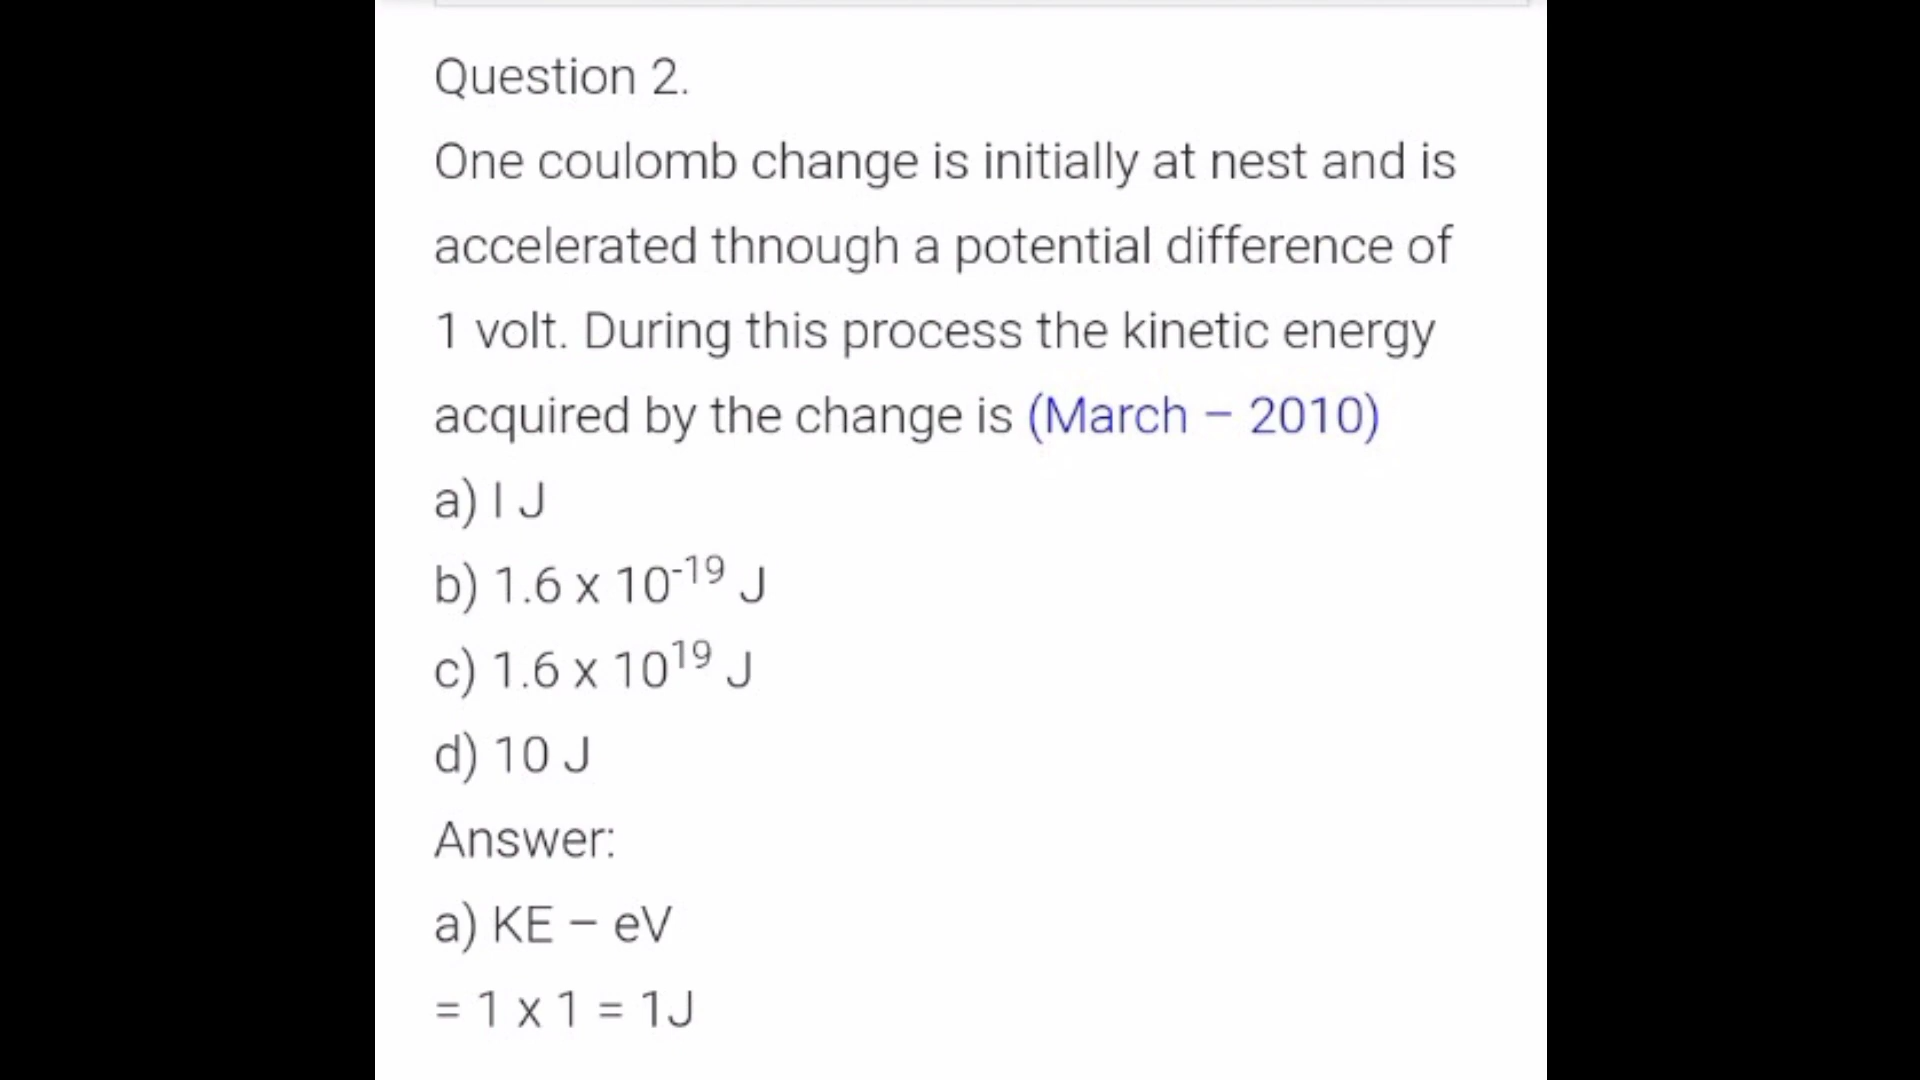 Question 2.
One coulomb change is initially at nest and is
accelerated thnough a potential difference of
1 volt. During this process the kinetic energy
acquired by the change is (March – 2010)
a) I J
b) 1.6 x 10⁻¹⁹ J
c) 1.6 x 10¹⁹ J
d) 10 J
Answer:
a) KE – eV
= 1 x 1 = 1J